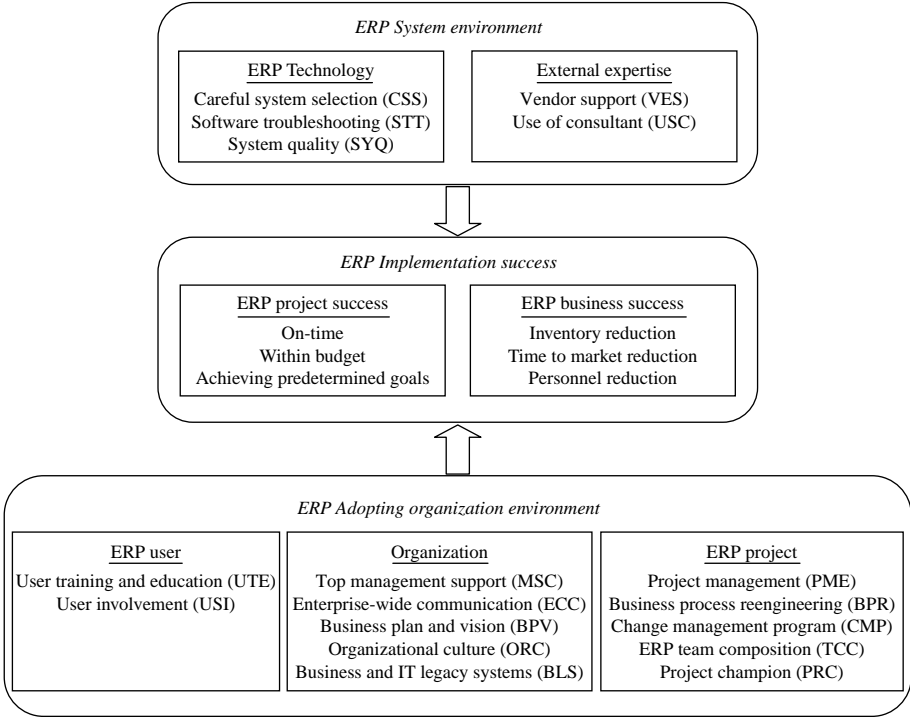 ERP System environment
ERP Technology
Careful system selection (CSS)
Software troubleshooting (STT)
System quality (SYQ)
External expertise
Vendor support (VES)
Use of consultant (USC)
ERP Implementation success
ERP project success
On-time
Within budget
Achieving predetermined goals
ERP business success
Inventory reduction
Time to market reduction
Personnel reduction
ERP Adopting organization environment
ERP user
User training and education (UTE)
User involvement (USI)
Organization
Top management support (MSC)
Enterprise-wide communication (ECC)
Business plan and vision (BPV)
Organizational culture (ORC)
Business and IT legacy systems (BLS)
ERP project
Project management (PME)
Business process reengineering (BPR)
Change management program (CMP)
ERP team composition (TCC)
Project champion (PRC)